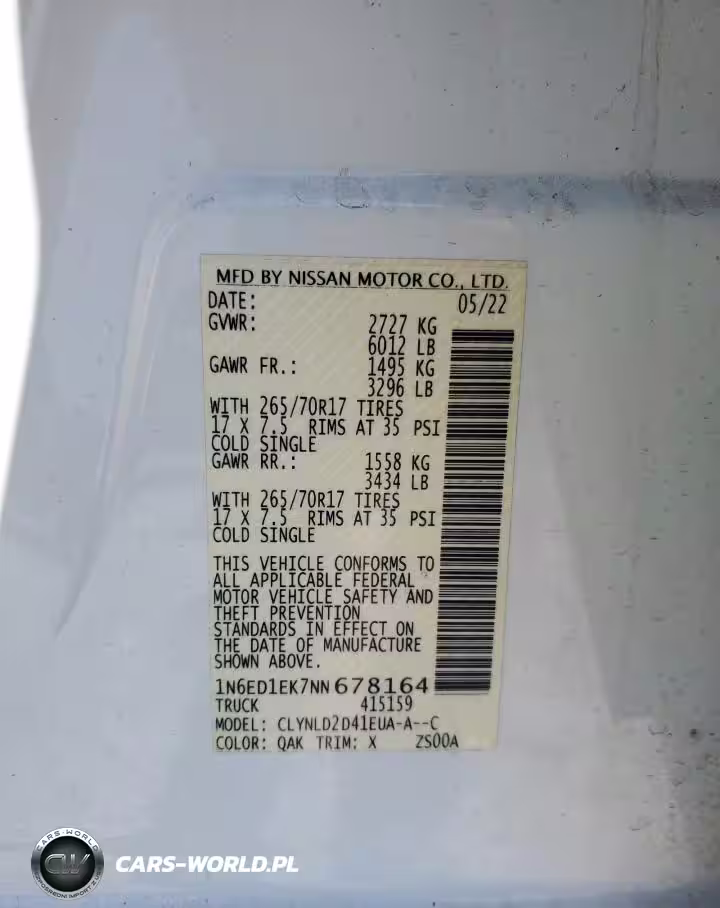 MFD BY NISSAN MOTOR CO., LTD.
DATE: 05/22
GVWR: 2727 KG
6012 LB
GAWR FR.: 1495 KG
3296 LB
WITH 265/70R17 TIRES
17 X 7.5 RIMS AT 35 PSI
COLD SINGLE
GAWR RR.: 1558 KG
3434 LB
WITH 265/70R17 TIRES
17 X 7.5 RIMS AT 35 PSI
COLD SINGLE
THIS VEHICLE CONFORMS TO
ALL APPLICABLE FEDERAL
MOTOR VEHICLE SAFETY AND
THEFT PREVENTION
STANDARDS IN EFFECT ON
THE DATE OF MANUFACTURE
SHOWN ABOVE.
1N6ED1EK7NN678164
TRUCK 415159
MODEL: CLYNLD2D41EUA-A--C
COLOR: QAK TRIM: X ZS00A
CARS-WORLD
CW
CARS-WORLD.PL